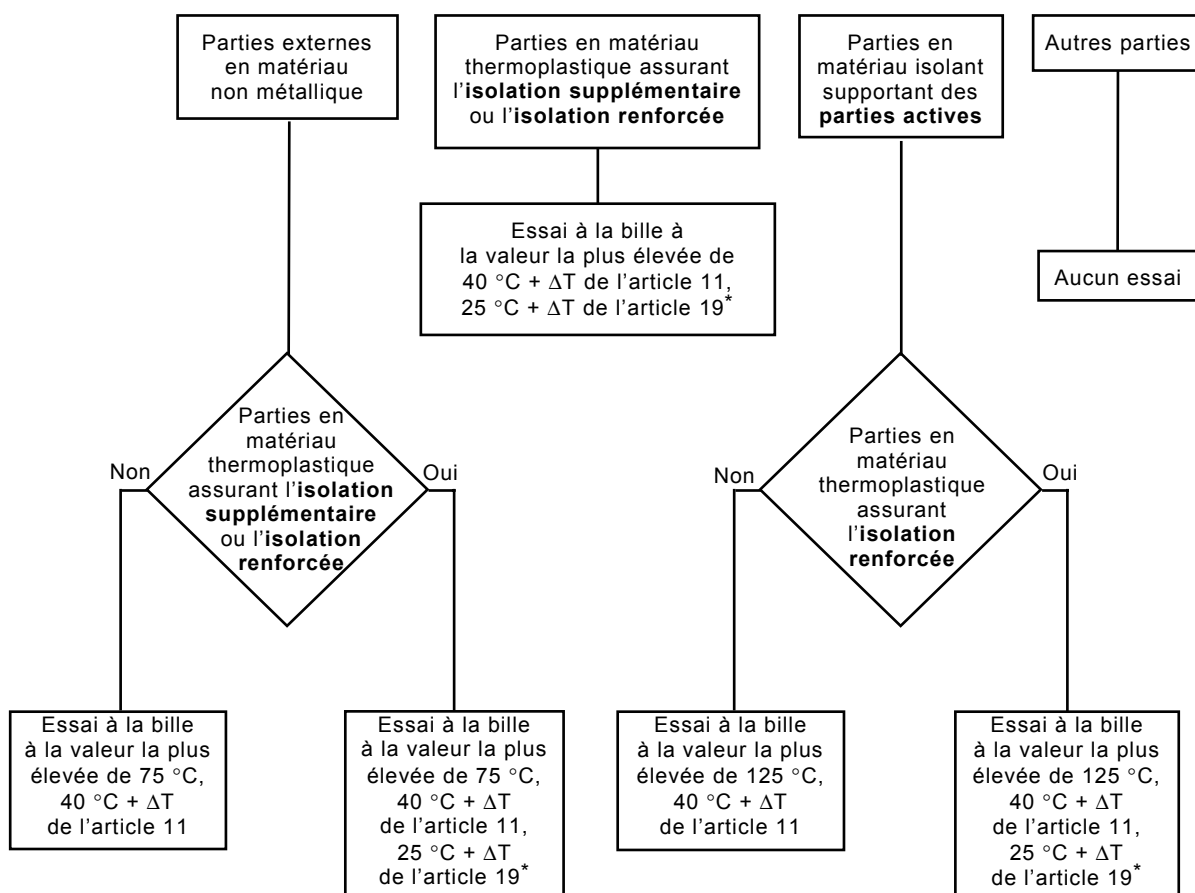 Parties externes
en matériau
non métallique
Parties en matériau
thermoplastique assurant
l'isolation supplémentaire
ou l'isolation renforcée
Parties en
matériau isolant
supportant des
parties actives
Autres parties
Essai à la bille à
la valeur la plus élevée de
40 °C + ΔT de l'article 11,
25 °C + ΔT de l'article 19*
Aucun essai
Parties en
matériau
thermoplastique
assurant l'isolation
supplémentaire
ou l'isolation
renforcée
Non
Oui
Parties en
matériau
thermoplastique
assurant
l'isolation
renforcée
Non
Oui
Essai à la bille
à la valeur la plus
élevée de 75 °C,
40 °C + ΔT
de l'article 11
Essai à la bille
à la valeur la plus
élevée de 75 °C,
40 °C + ΔT
de l'article 11,
25 °C + ΔT
de l'article 19*
Essai à la bille
à la valeur la plus
élevée de 125 °C,
40 °C + ΔT
de l'article 11
Essai à la bille
à la valeur la plus
élevée de 125 °C,
40 °C + ΔT
de l'article 11,
25 °C + ΔT
de l'article 19*